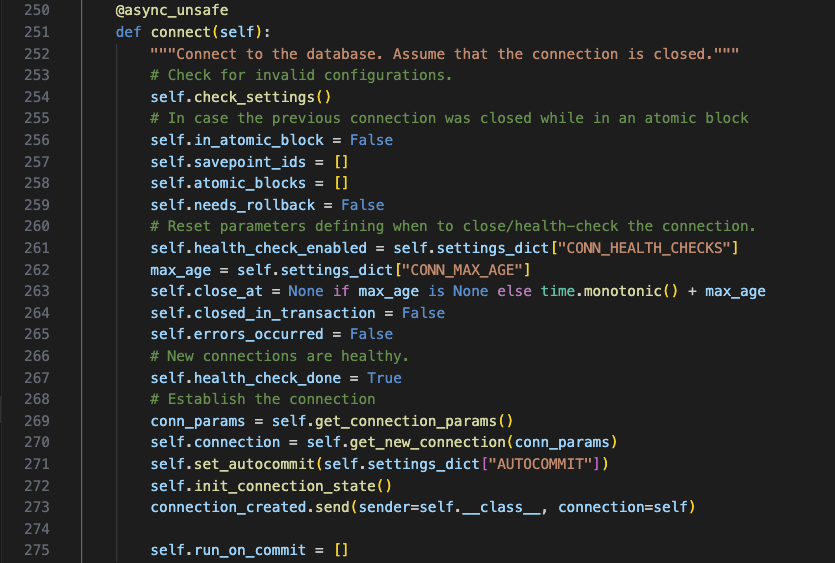 250 @async_unsafe
251 def connect(self):
252 """Connect to the database. Assume that the connection is closed."""
253 # Check for invalid configurations.
254 self.check_settings()
255 # In case the previous connection was closed while in an atomic block
256 self.in_atomic_block = False
257 self.savepoint_ids = []
258 self.atomic_blocks = []
259 self.needs_rollback = False
260 # Reset parameters defining when to close/health-check the connection.
261 self.health_check_enabled = self.settings_dict["CONN_HEALTH_CHECKS"]
262 max_age = self.settings_dict["CONN_MAX_AGE"]
263 self.close_at = None if max_age is None else time.monotonic() + max_age
264 self.closed_in_transaction = False
265 self.errors_occurred = False
266 # New connections are healthy.
267 self.health_check_done = True
268 # Establish the connection
269 conn_params = self.get_connection_params()
270 self.connection = self.get_new_connection(conn_params)
271 self.set_autocommit(self.settings_dict["AUTOCOMMIT"])
272 self.init_connection_state()
273 connection_created.send(sender=self.__class__, connection=self)
274
275 self.run_on_commit = []